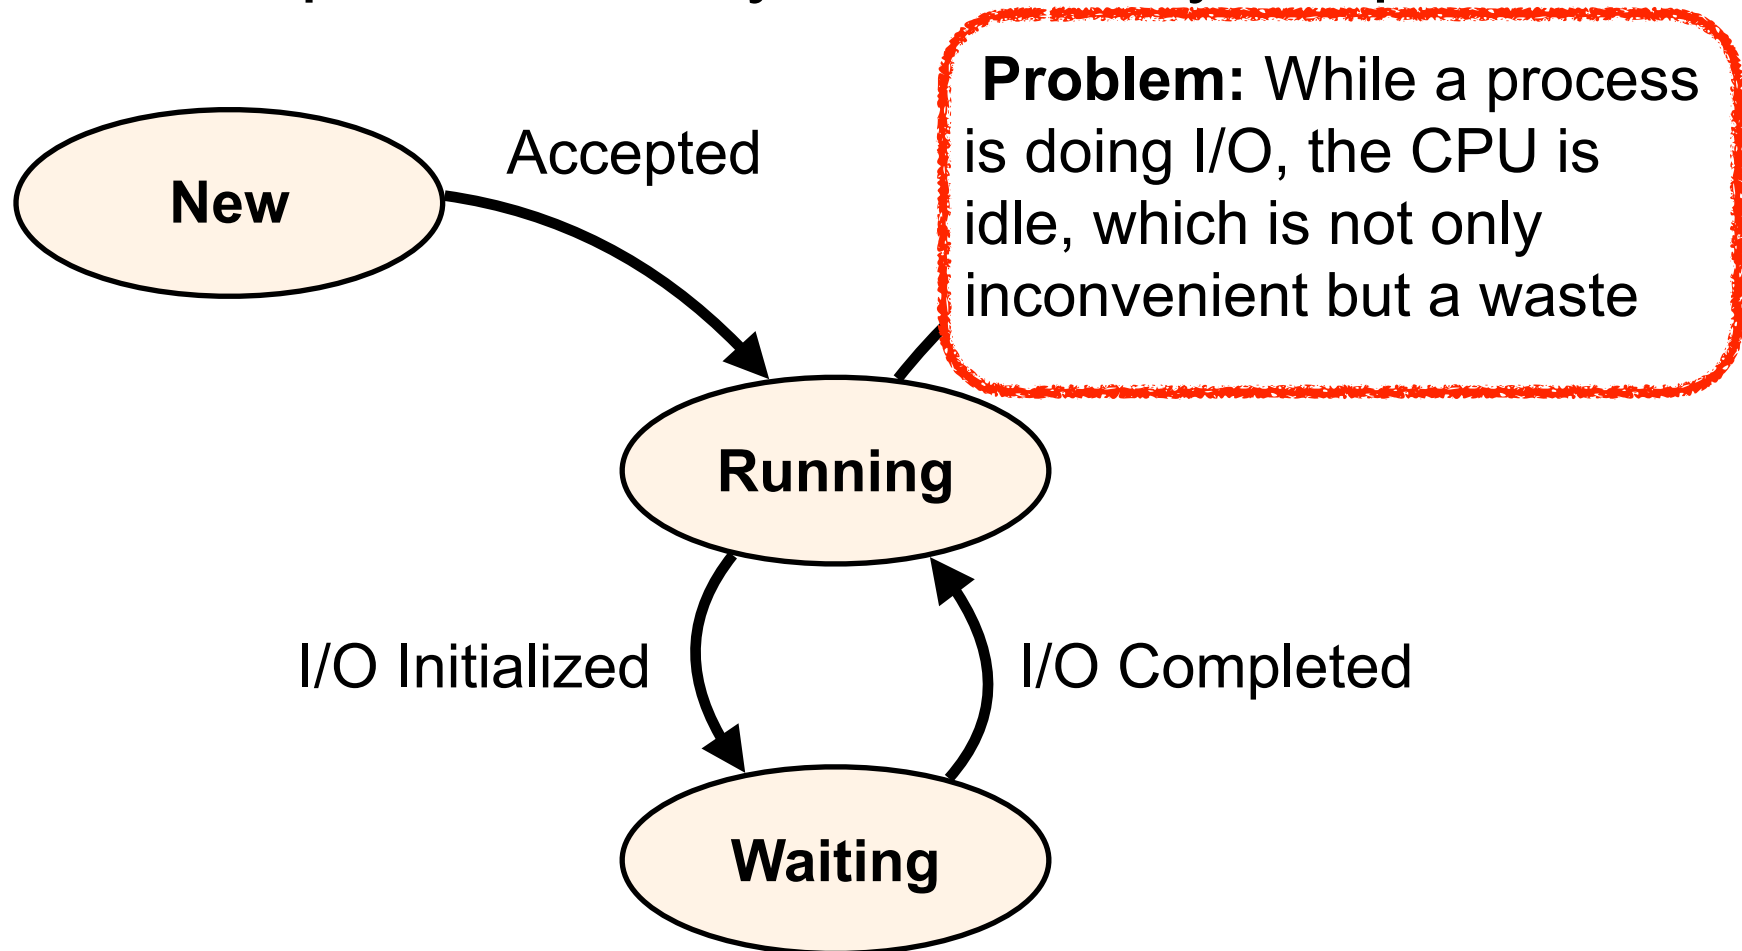 Problem: While a process
is doing I/O, the CPU is
idle, which is not only
inconvenient but a waste
Accepted
New
Running
I/O Initialized
I/O Completed
Waiting